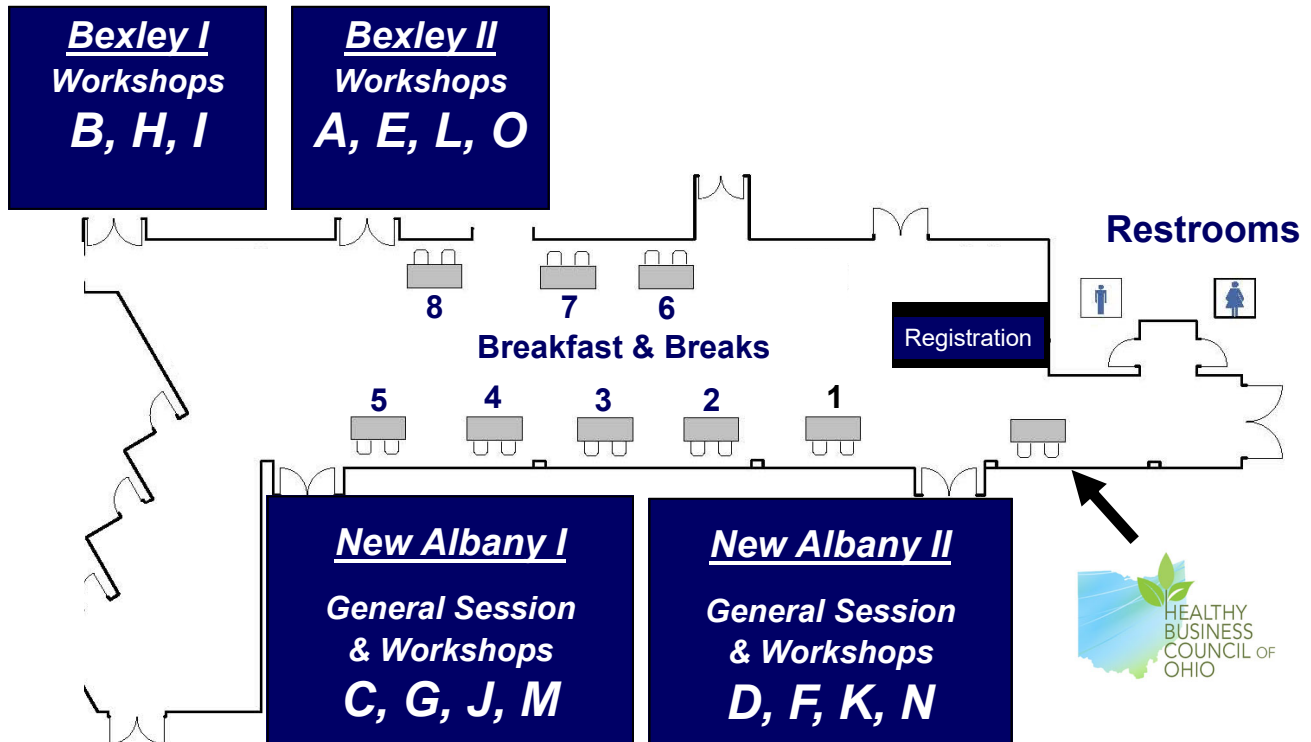 Bexley I
Workshops
B, H, I
Bexley II
Workshops
A, E, L, O
Restrooms
8
7
6
Breakfast & Breaks
Registration
5
4
3
2
1
New Albany I
General Session
& Workshops
C, G, J, M
New Albany II
General Session
& Workshops
D, F, K, N
HEALTHY
BUSINESS
COUNCIL OF
OHIO